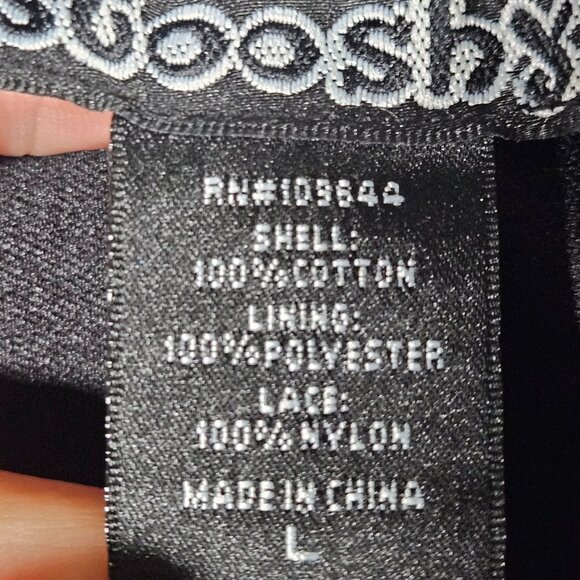 RN#103644
SHELL:
100%COTTON
LINING:
100%POLYESTER
LACE:
100%NYLON
MADE IN CHINA
L